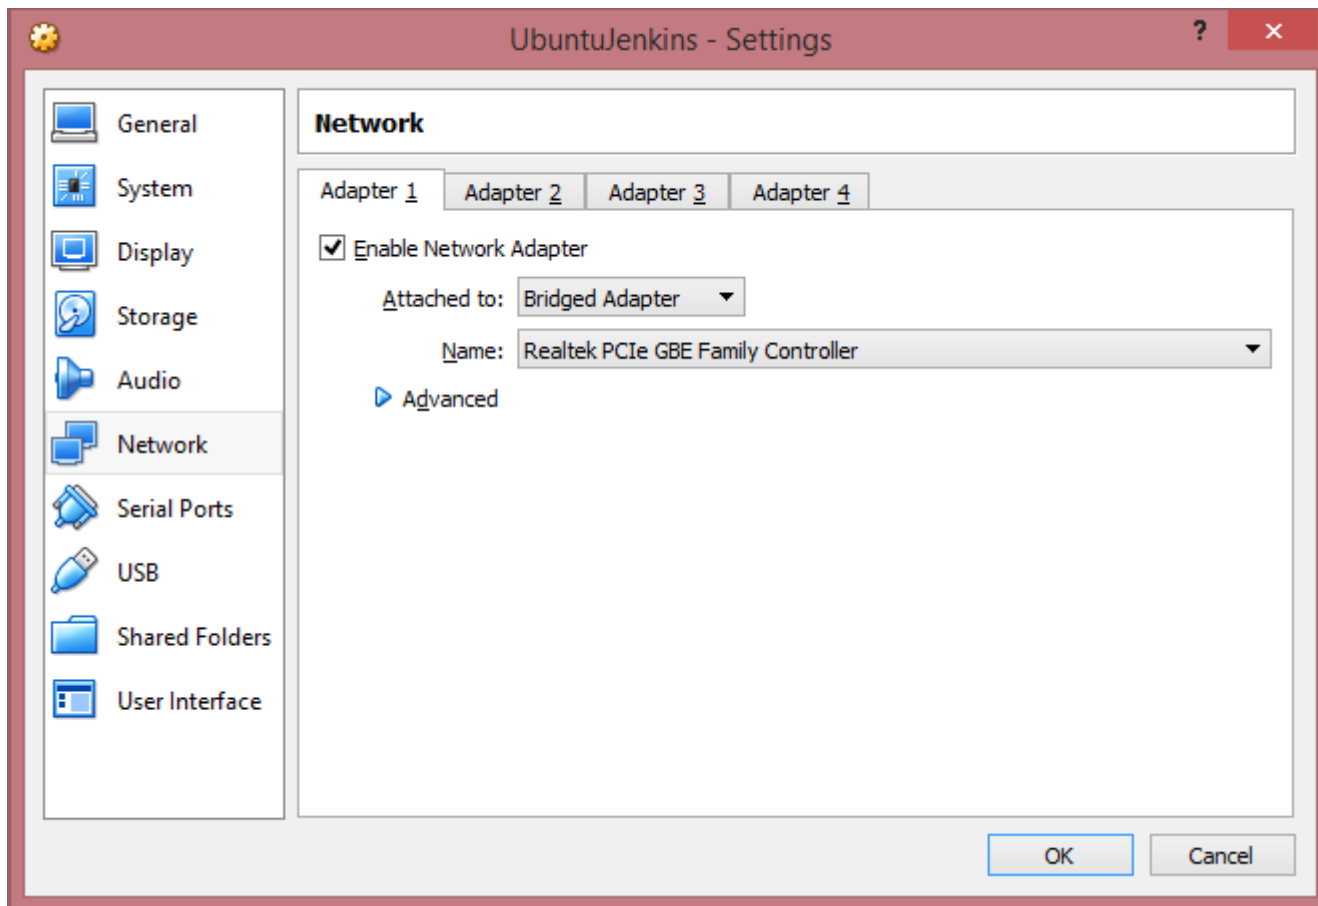 UbuntuJenkins - Settings
?
General
System
Display
Storage
Audio
Network
Serial Ports
USB
Shared Folders
User Interface
Network
Adapter 1 Adapter 2 Adapter 3 Adapter 4
Enable Network Adapter
Attached to: Bridged Adapter
Name: Realtek PCIe GBE Family Controller
Advanced
OK Cancel